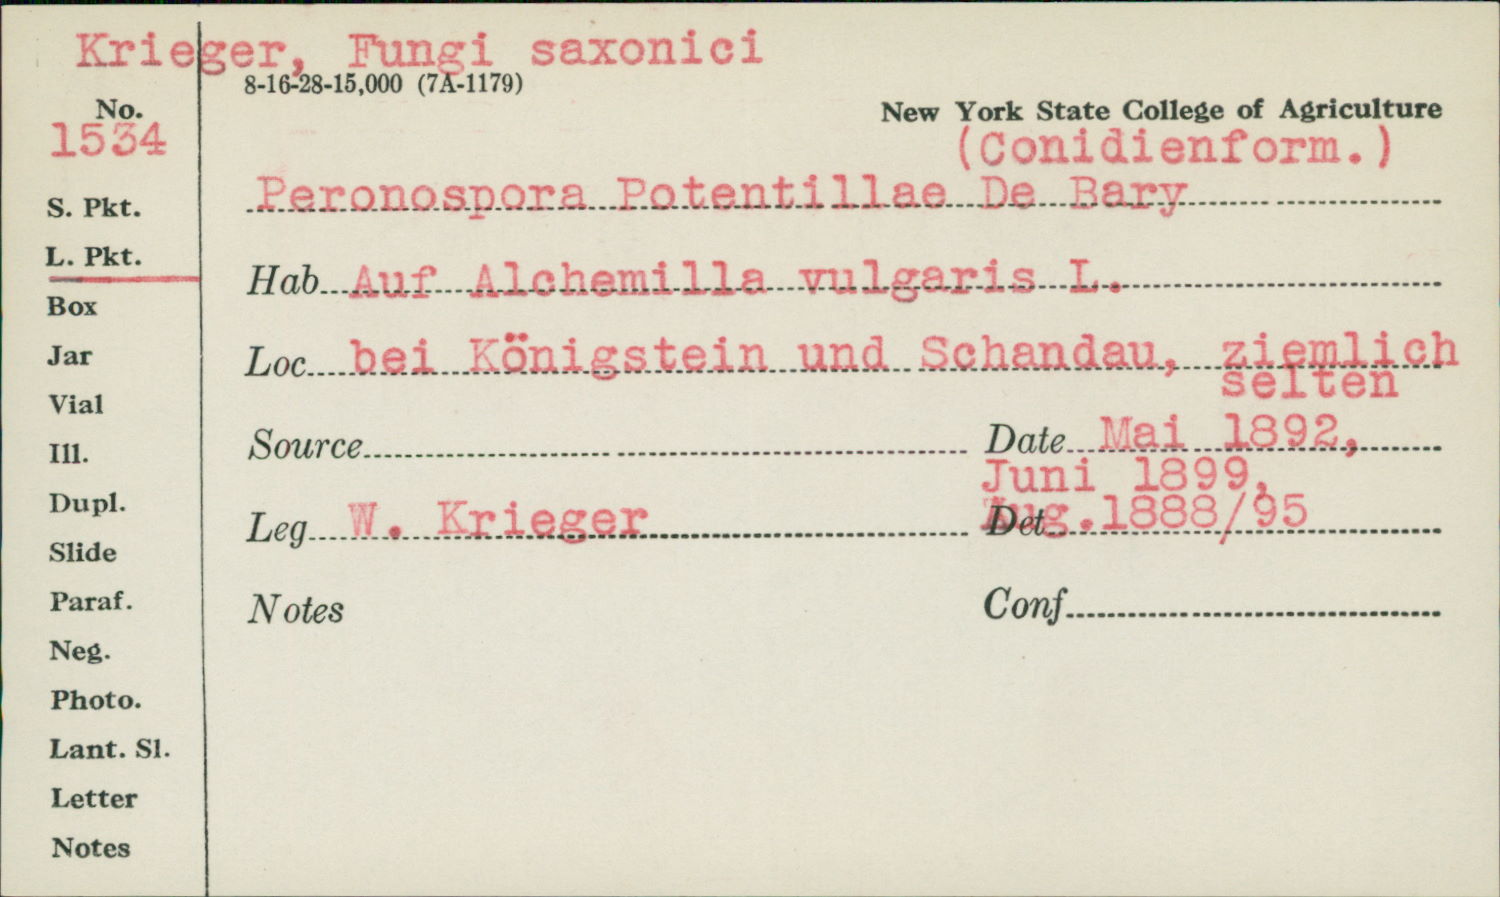 Krieger, Fungi saxonici
8-16-28-15,000 (7A-1179)
No.
New York State College of Agriculture
1534
(Conidienform.)
Peronospora Potentillae De Bary
S. Pkt.
L. Pkt.
Hab. Auf Alchemilla vulgaris L.
Box
Loc. bei Königstein und Schandau, ziemlich
selten
Jar
Vial
Source
Date Mai 1892,
Ill.
Juni 1899,
Dupl.
Leg. W. Krieger
Det. Aug.1888/95
Slide
Paraf.
Notes
Conf.
Neg.
Photo.
Lant. Sl.
Letter
Notes